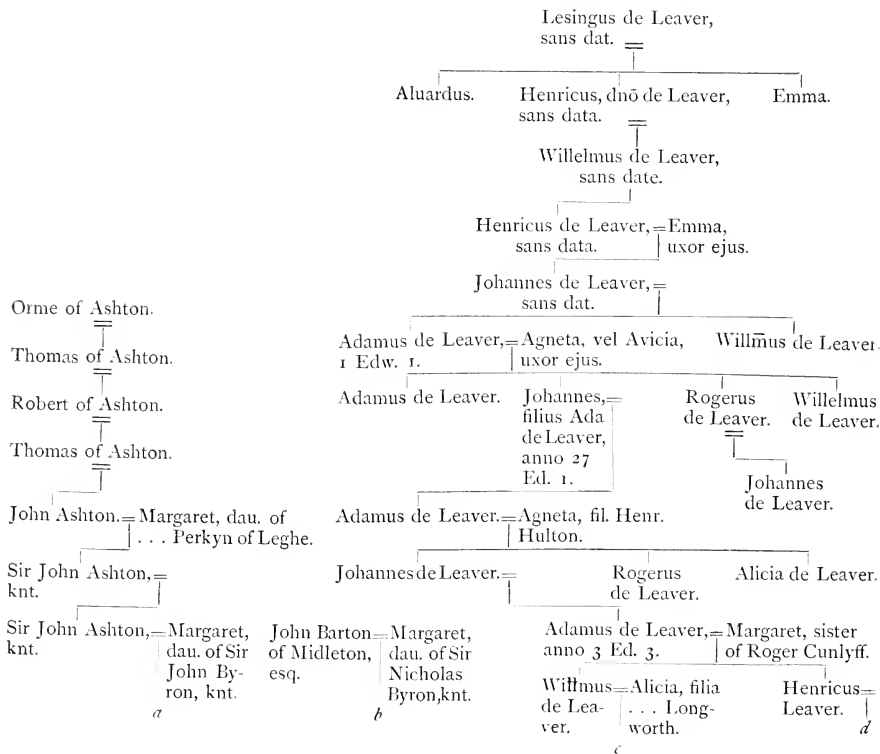 Lesingus de Leaver,
sans dat.
Aluardus.
Henricus, dnō de Leaver,
sans data.
Emma.
Willelmus de Leaver,
sans date.
Henricus de Leaver,=Emma,
sans data. uxor ejus.
Johannes de Leaver,=
sans dat.
Orme of Ashton.
Thomas of Ashton.
Robert of Ashton.
Thomas of Ashton.
Adamus de Leaver,=Agneta, vel Avicia,
1 Edw. 1. uxor ejus.
Willm̄us de Leaver.
Adamus de Leaver.
Johannes,=
filius Ada
de Leaver,
anno 27
Ed. 1.
Rogerus
de Leaver.
Willelmus
de Leaver.
Johannes
de Leaver.
John Ashton.=Margaret, dau. of
. . . Perkyn of Leghe.
Adamus de Leaver.=Agneta, fil. Henr.
Hulton.
Sir John Ashton,=
knt.
Johannes de Leaver.=
Rogerus
de Leaver.
Alicia de Leaver.
Sir John Ashton,=Margaret,
knt. dau. of Sir
John By-
ron, knt.
a
John Barton=Margaret,
of Midleton, dau. of Sir
esq. Nicholas
Byron, knt.
b
Adamus de Leaver,=Margaret, sister
anno 3 Ed. 3. of Roger Cunlyff.
Willmus=Alicia, filia
de Lea- . . . Long-
ver. worth.
c
Henricus=
Leaver.
d